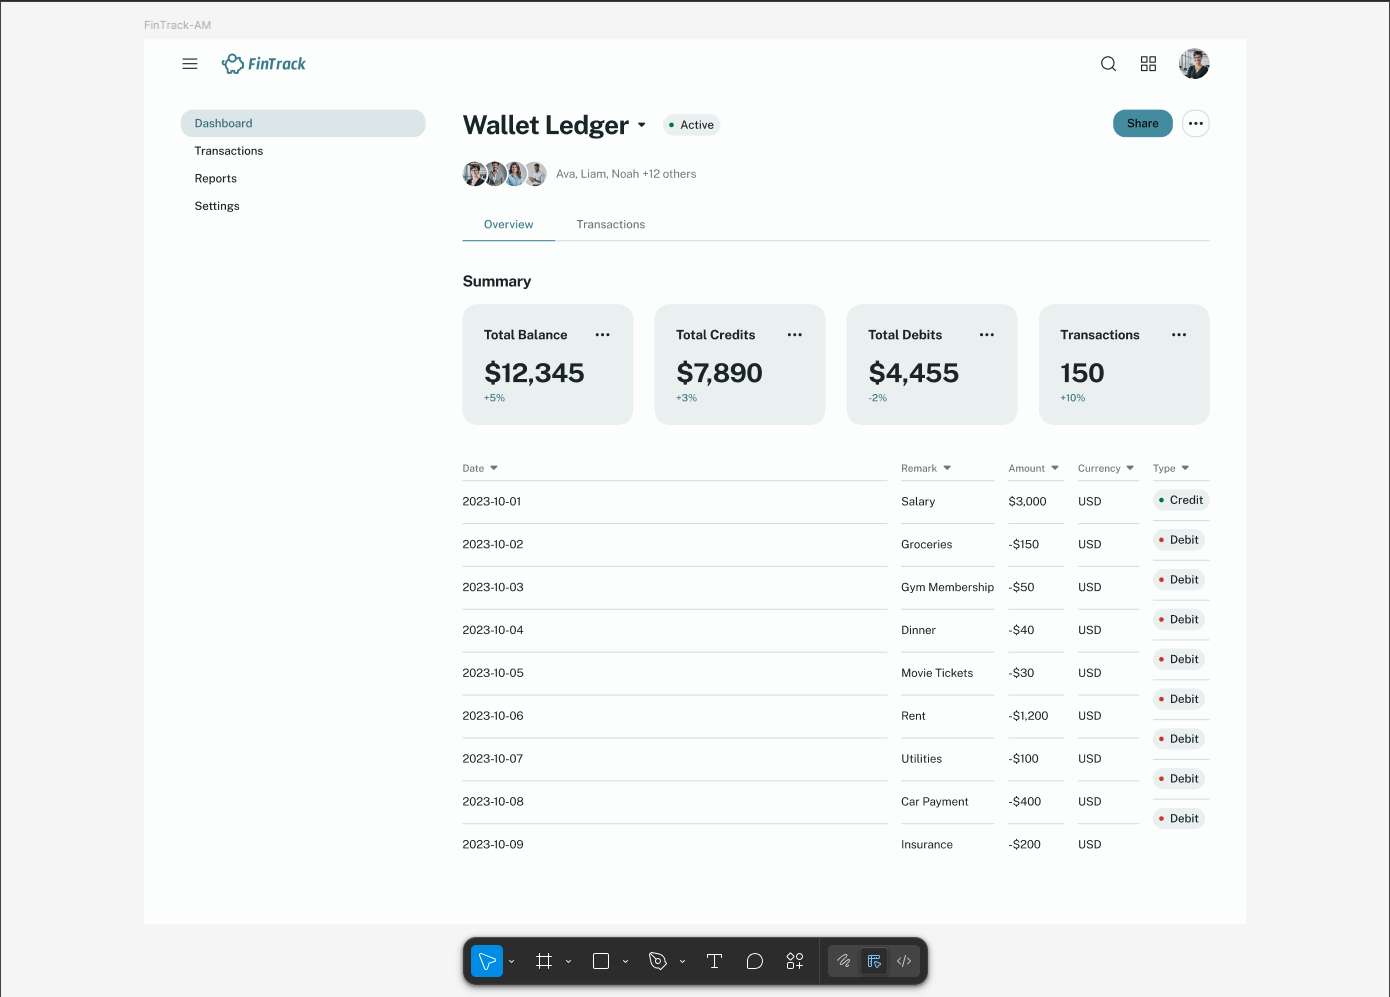 FinTrack-AM
FinTrack
Dashboard
Transactions
Reports
Settings
Wallet Ledger
Active
Share
Ava, Liam, Noah +12 others
Overview Transactions
Summary
Total Balance
$12,345
+5%
Total Credits
$7,890
+3%
Total Debits
$4,455
-2%
Transactions
150
+10%
Date Remark Amount Currency Type
2023-10-01 Salary $3,000 USD Credit
2023-10-02 Groceries -$150 USD Debit
2023-10-03 Gym Membership -$50 USD Debit
2023-10-04 Dinner -$40 USD Debit
2023-10-05 Movie Tickets -$30 USD Debit
2023-10-06 Rent -$1,200 USD Debit
2023-10-07 Utilities -$100 USD Debit
2023-10-08 Car Payment -$400 USD Debit
2023-10-09 Insurance -$200 USD Debit